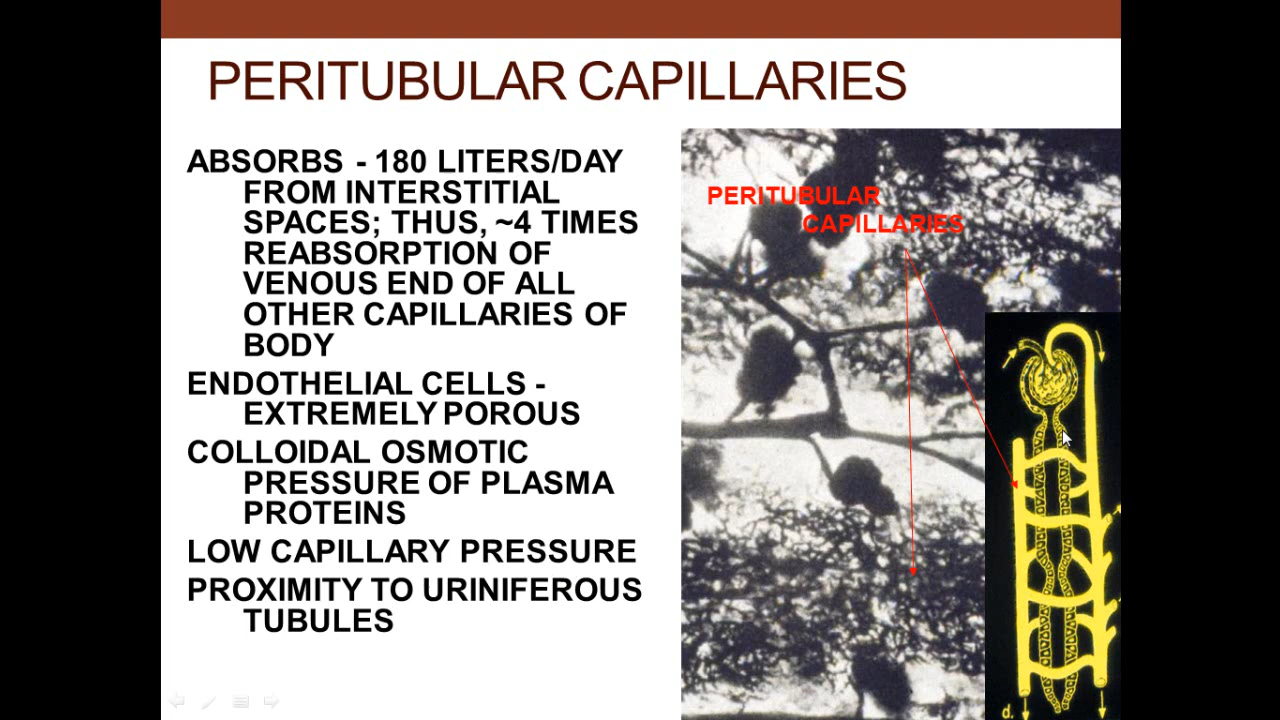 PERITUBULAR CAPILLARIES
ABSORBS - 180 LITERS/DAY
FROM INTERSTITIAL
SPACES; THUS, ~4 TIMES
REABSORPTION OF
VENOUS END OF ALL
OTHER CAPILLARIES OF
BODY
ENDOTHELIAL CELLS -
EXTREMELY POROUS
COLLOIDAL OSMOTIC
PRESSURE OF PLASMA
PROTEINS
LOW CAPILLARY PRESSURE
PROXIMITY TO URINIFEROUS
TUBULES
PERITUBULAR
CAPILLARIES
d.